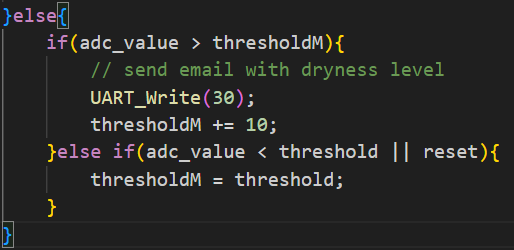 }else{
if(adc_value > thresholdM){
// send email with dryness level
UART_Write(30);
thresholdM += 10;
}else if(adc_value < threshold || reset){
thresholdM = threshold;
}
}